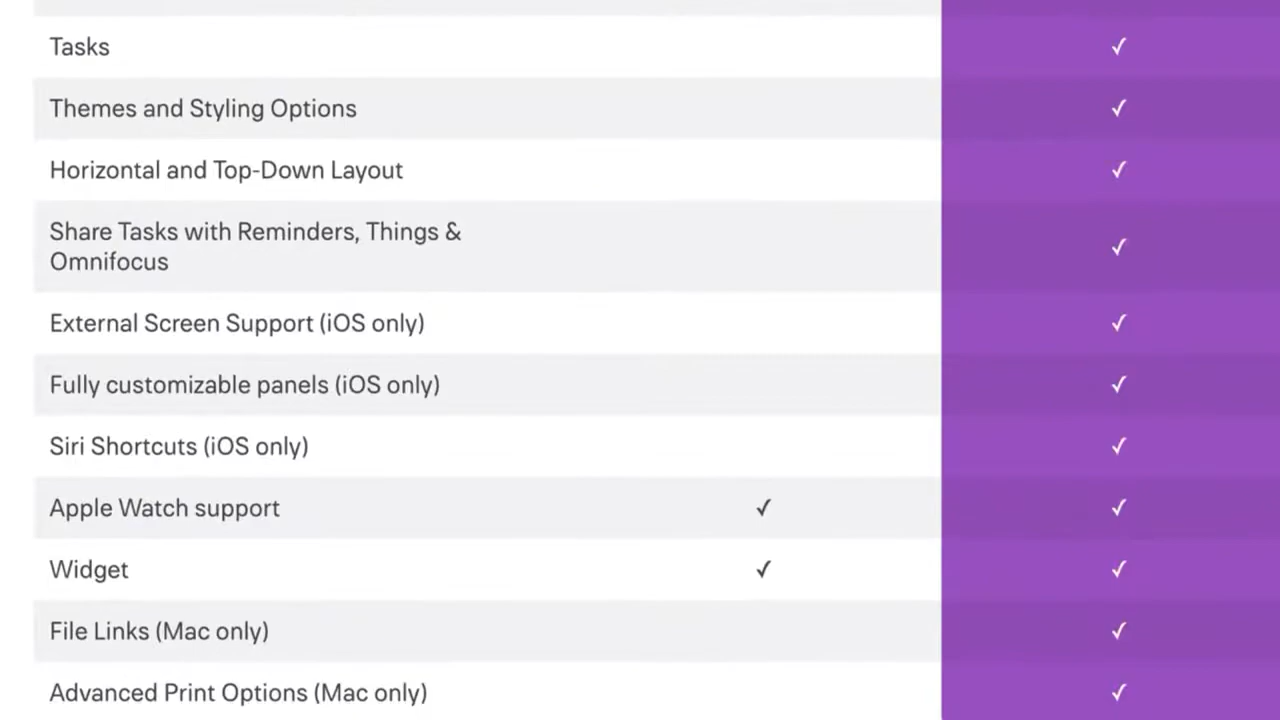 Tasks ✓
Themes and Styling Options ✓
Horizontal and Top-Down Layout ✓
Share Tasks with Reminders, Things &
Omnifocus ✓
External Screen Support (iOS only) ✓
Fully customizable panels (iOS only) ✓
Siri Shortcuts (iOS only) ✓
Apple Watch support ✓ ✓
Widget ✓ ✓
File Links (Mac only) ✓
Advanced Print Options (Mac only) ✓